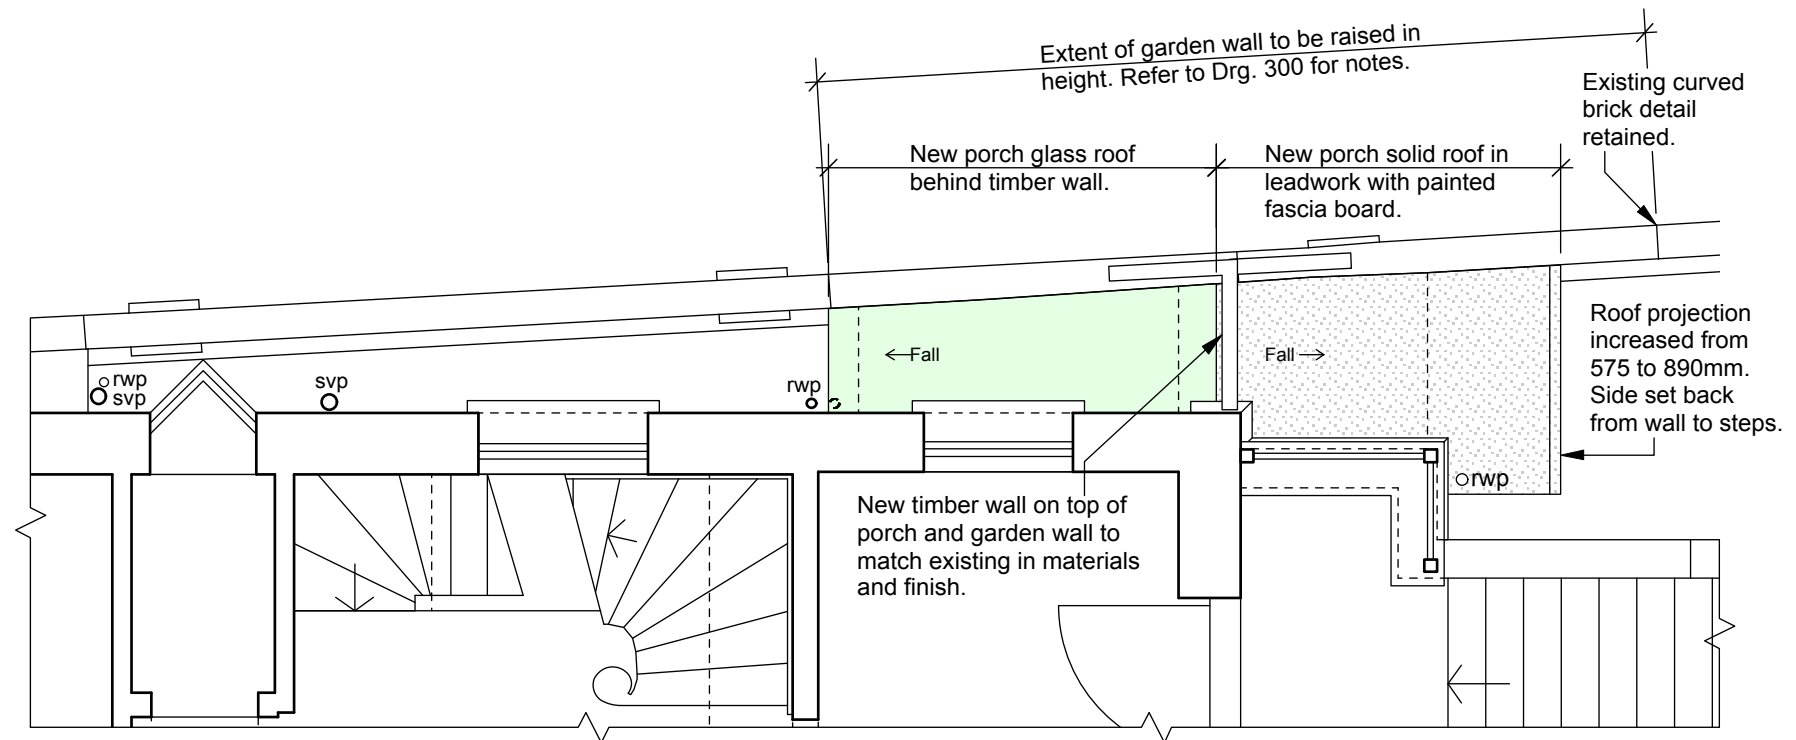 Extent of garden wall to be raised in
height. Refer to Drg. 300 for notes.
Existing curved
brick detail
retained.
New porch glass roof
behind timber wall.
New porch solid roof in
leadwork with painted
fascia board.
Roof projection
increased from
575 to 890mm.
Side set back
from wall to steps.
Fall
Fall
rwp
svp
svp
rwp
rwp
New timber wall on top of
porch and garden wall to
match existing in materials
and finish.